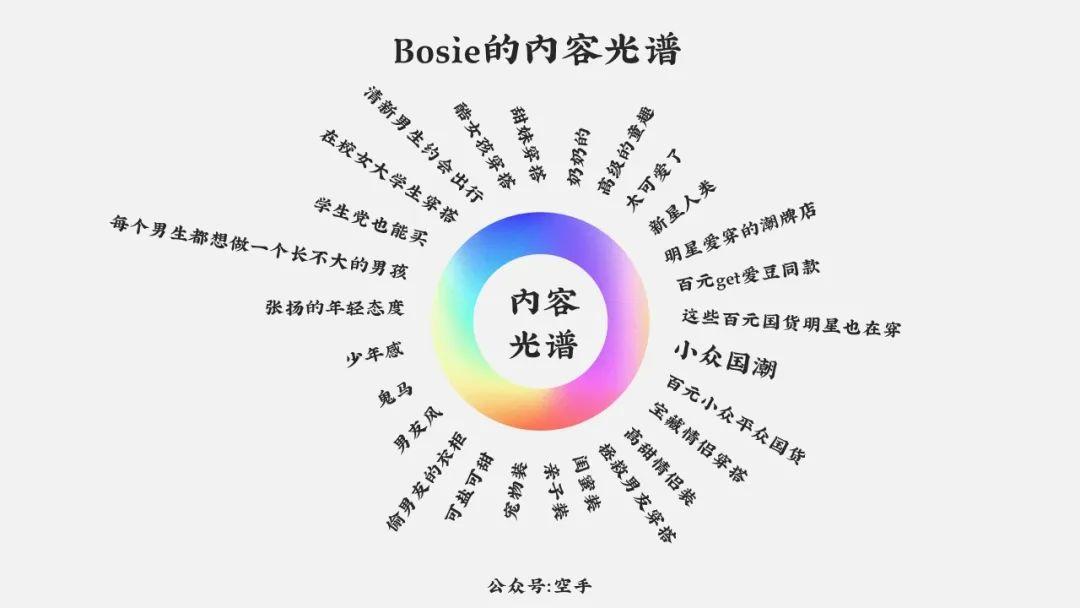 Bosie的内容光谱
内容
光谱
奶奶的
高级的童趣
太可爱了
新星人类
明星爱穿的潮牌店
百元get爱豆同款
这些百元国货明星也在穿
小众国潮
百元小众平众国货
宝藏情侣穿搭
高甜情侣装
拯救男友穿搭
闺蜜装
亲子装
宠物装
可盐可甜
偷男友的衣柜
男友风
鬼马
少年感
张扬的年轻态度
每个男生都想做一个长不大的男孩
学生党也能买
在校女大学生穿搭
清新男生约会出行
酷女孩穿搭
甜妹穿搭
公众号:空手